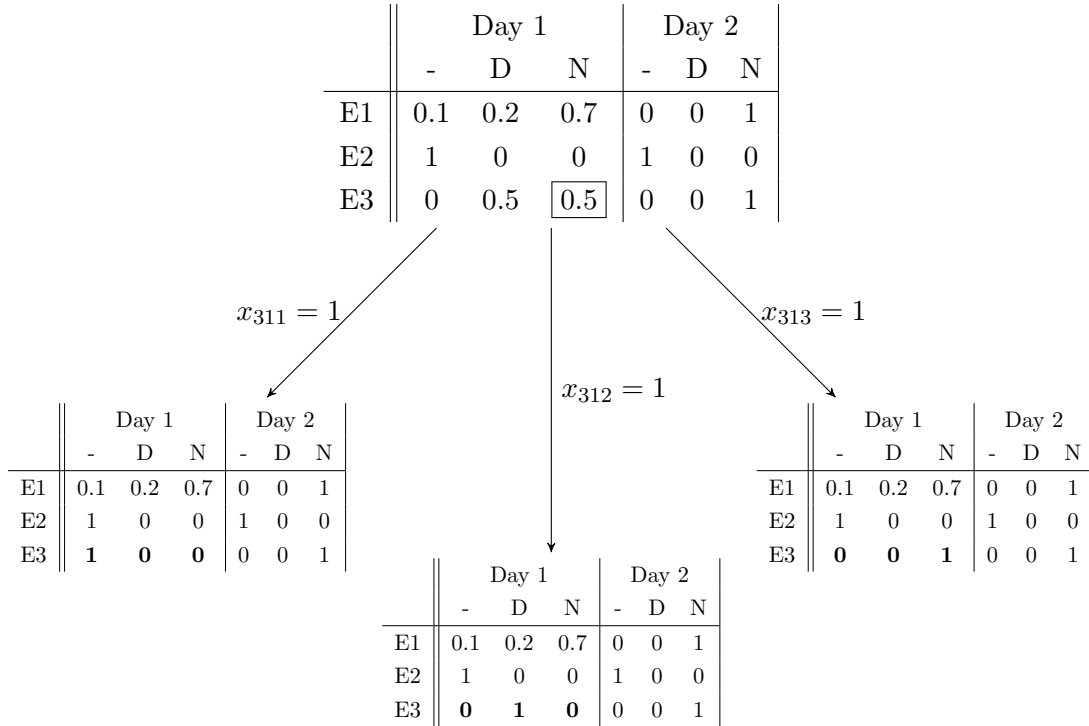 Day 1 Day 2
- D N - D N
E1 0.1 0.2 0.7 0 0 1
E2 1 0 0 1 0 0
E3 0 0.5 0.5 0 0 1
x₃₁₁ = 1
x₃₁₃ = 1
x₃₁₂ = 1
Day 1 Day 2
- D N - D N
E1 0.1 0.2 0.7 0 0 1
E2 1 0 0 1 0 0
E3 1 0 0 0 0 1
Day 1 Day 2
- D N - D N
E1 0.1 0.2 0.7 0 0 1
E2 1 0 0 1 0 0
E3 0 0 1 0 0 1
Day 1 Day 2
- D N - D N
E1 0.1 0.2 0.7 0 0 1
E2 1 0 0 1 0 0
E3 0 1 0 0 0 1